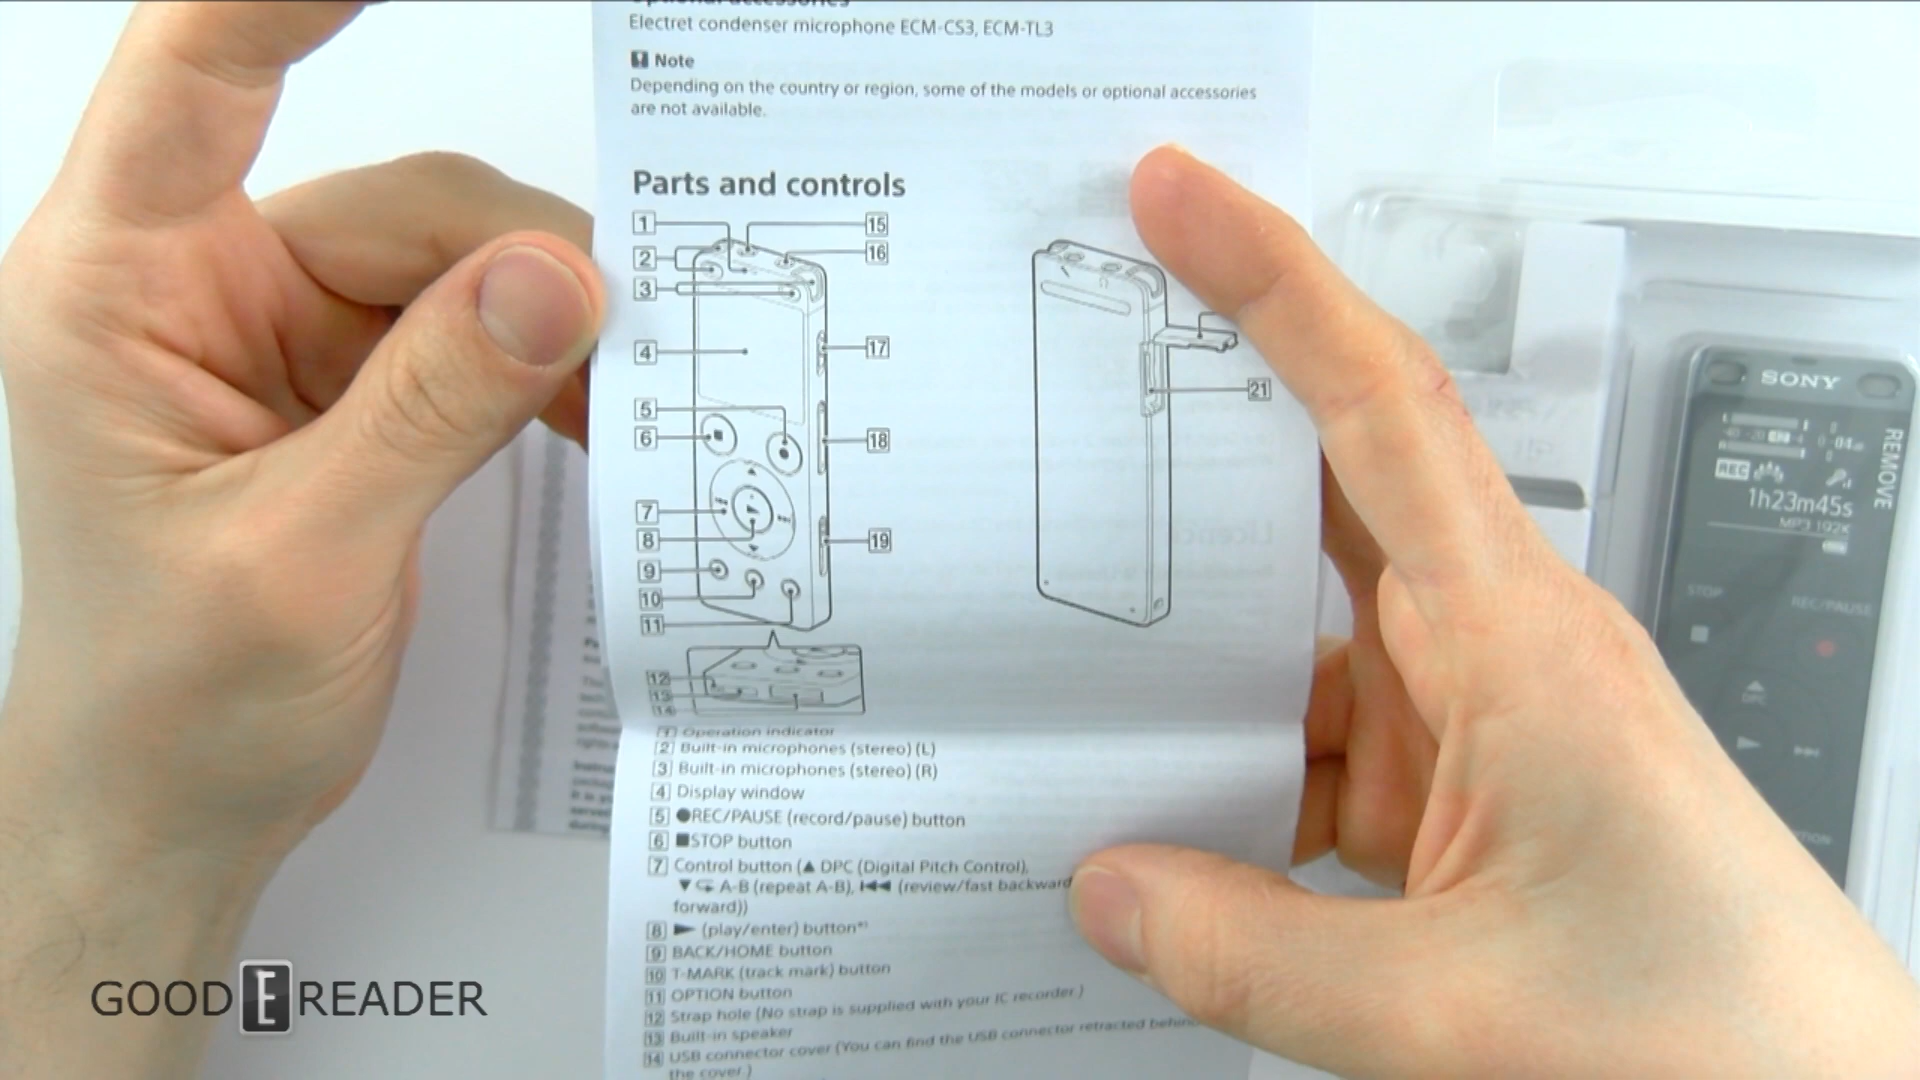 Optional accessories
Electret condenser microphone ECM-CS3, ECM-TL3
Note
Depending on the country or region, some of the models or optional accessories
are not available.
Parts and controls
1
2
3
4
5
6
7
8
9
10
11
12
13
14
15
16
17
18
19
21
1 Operation indicator
2 Built-in microphones (stereo) (L)
3 Built-in microphones (stereo) (R)
4 Display window
5 ●REC/PAUSE (record/pause) button
6 ■STOP button
7 Control button (▲ DPC (Digital Pitch Control),
▼ A-B (repeat A-B), (review/fast backward
forward))
8 ► (play/enter) button*1
9 BACK/HOME button
10 T-MARK (track mark) button
11 OPTION button
12 Strap hole (No strap is supplied with your IC recorder.)
13 Built-in speaker
14 USB connector cover (You can find the USB connector retracted behind
the cover.)
SONY
REMOVE
REC
1h23m45s
MP3 192K
STOP
REC/PAUSE
DPC
GOOD E READER